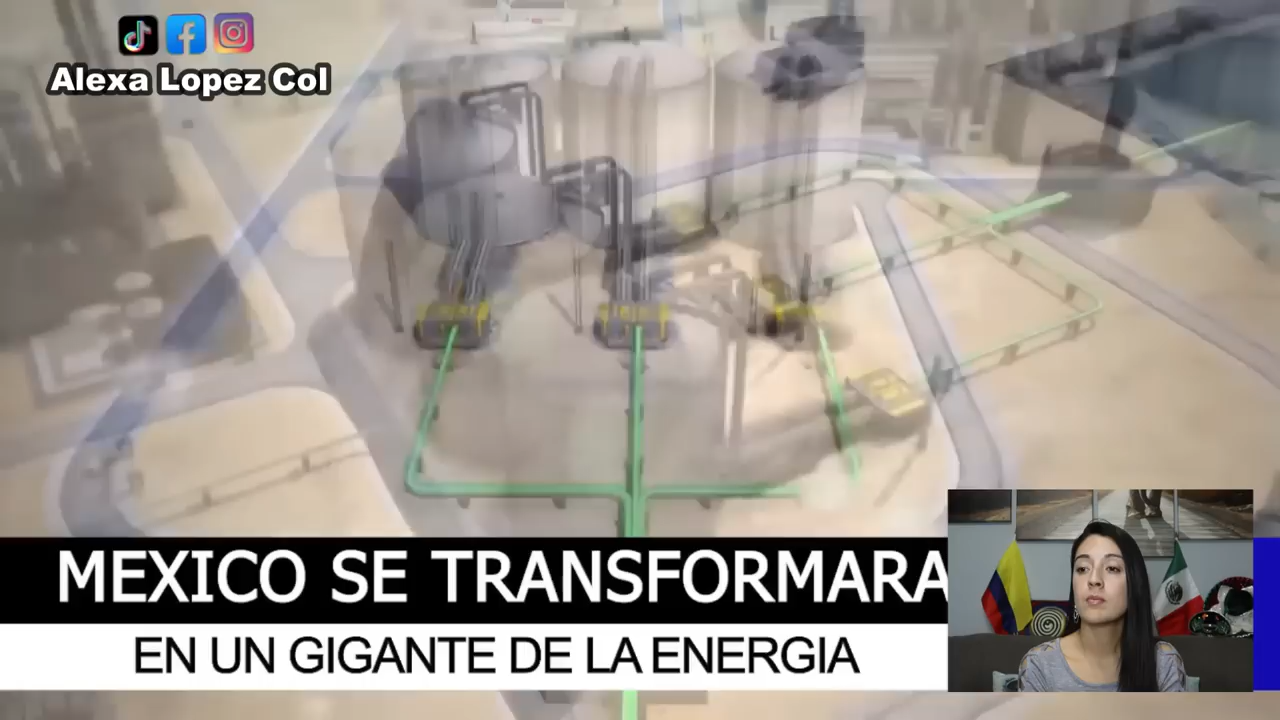 Alexa Lopez Col
MEXICO SE TRANSFORMARA
EN UN GIGANTE DE LA ENERGIA